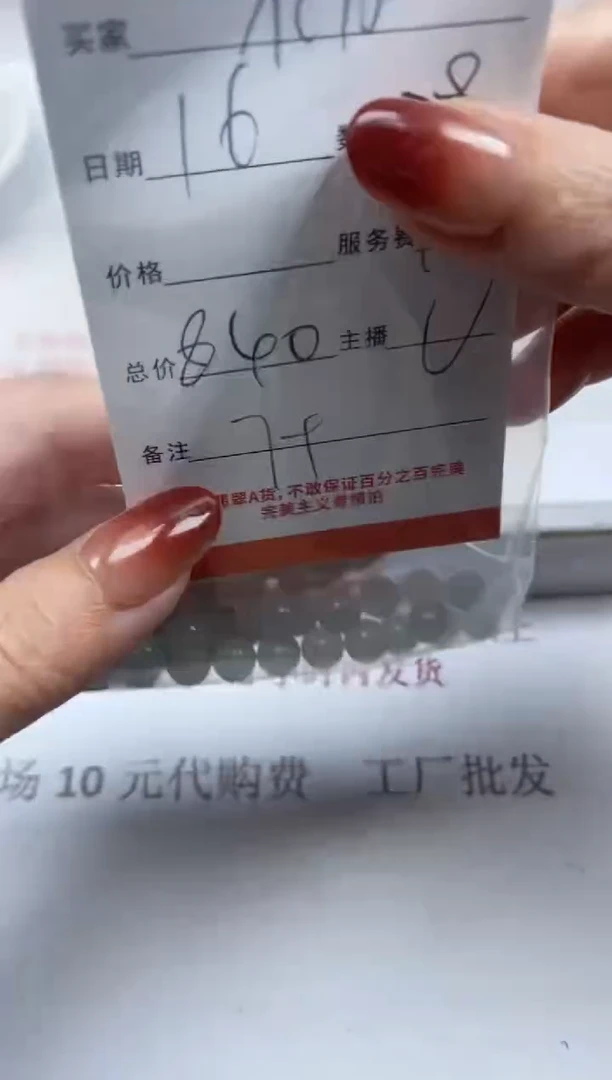 买家
日期 16
价格 服务费
总价 840 主播
备注
翡翠A货，不敢保证百分之百完美
完美主义者慎拍
发货
场 10 元代购费 工厂批发